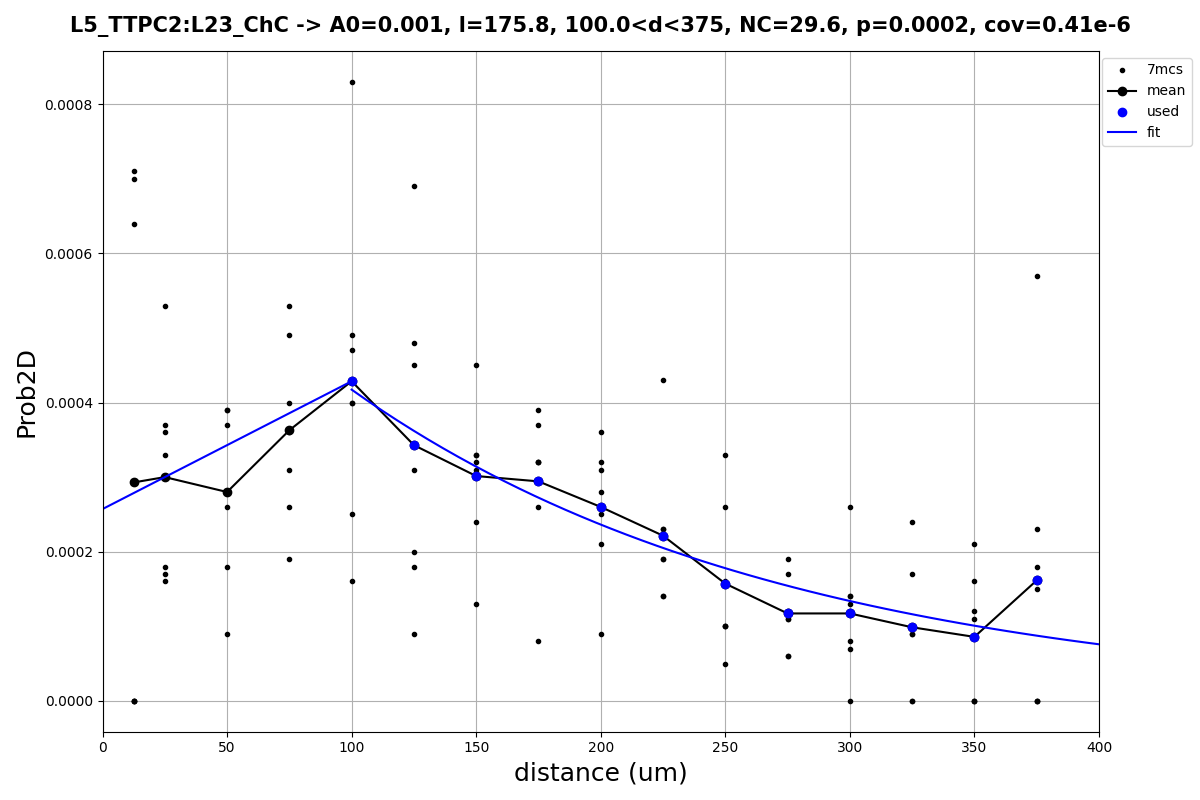 L5_TTPC2:L23_ChC -> A0=0.001, l=175.8, 100.0<d<375, NC=29.6, p=0.0002, cov=0.41e-6
7mcs
mean
used
fit
Prob2D
0.0008
0.0006
0.0004
0.0002
0.0000
0 50 100 150 200 250 300 350 400
distance (um)